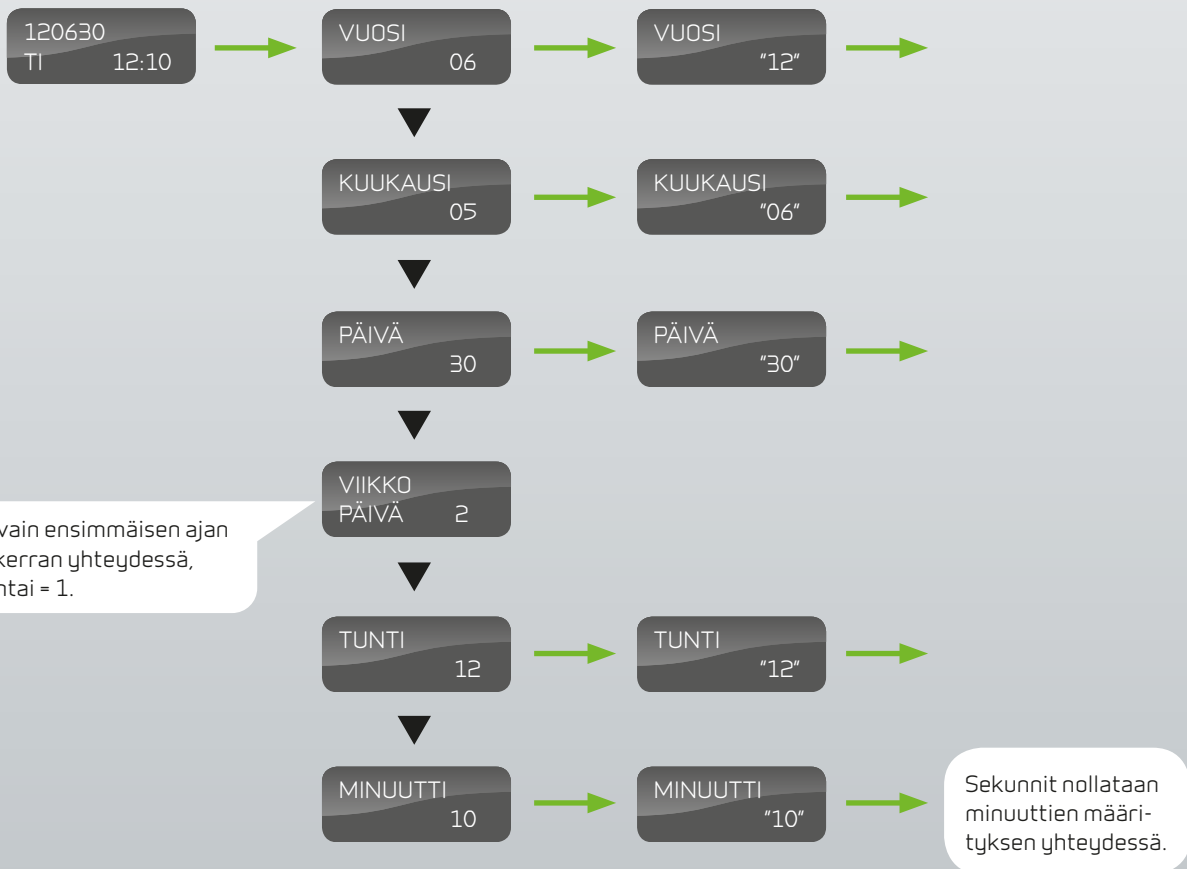 120630
TI 12:10
VUOSI
06
VUOSI
"12"
KUUKAUSI
05
KUUKAUSI
"06"
PÄIVÄ
30
PÄIVÄ
"30"
VIIKKO
PÄIVÄ 2
vain ensimmäisen ajan
kerran yhteydessä,
ntai = 1.
TUNTI
12
TUNTI
"12"
MINUUTTI
10
MINUUTTI
"10"
Sekunnit nollataan
minuuttien määri-
tyksen yhteydessä.